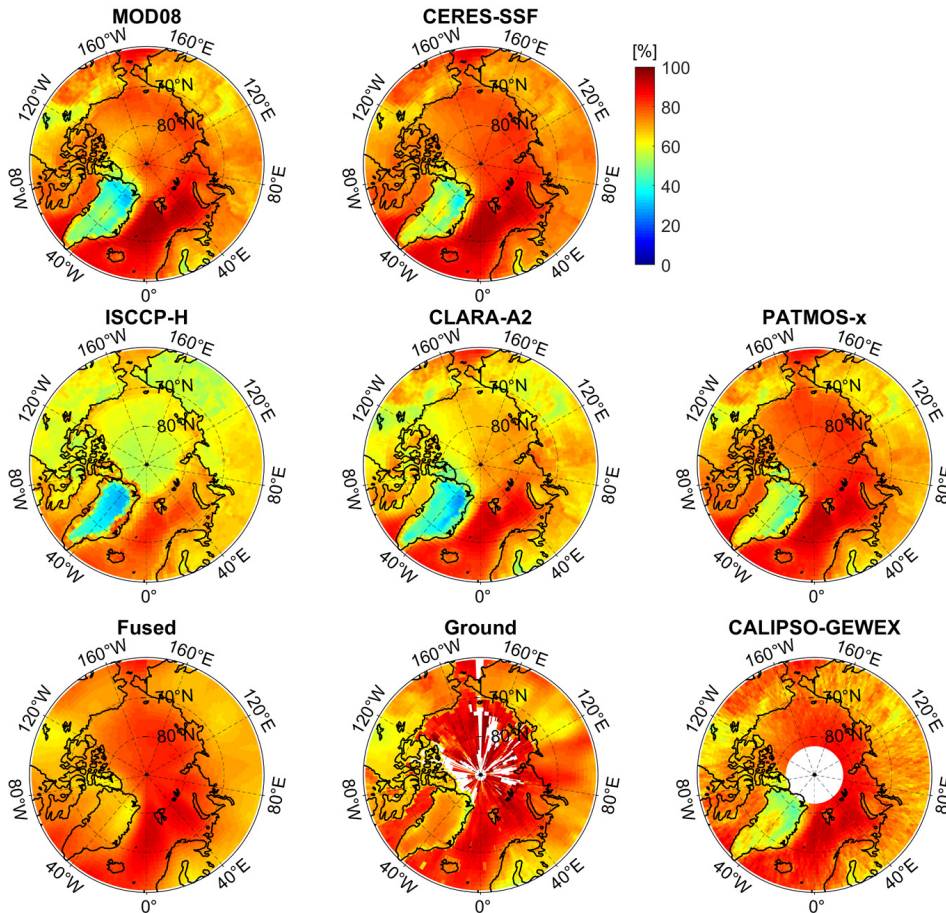 MOD08
160°W 160°E
120°W 120°E
70°N
80°N
80°W 80°E
40°W 40°E
0°
CERES-SSF
160°W 160°E
120°W 120°E
70°N
80°N
80°W 80°E
40°W 40°E
0°
[%]
100
80
60
40
20
0
ISCCP-H
160°W 160°E
120°W 120°E
70°N
80°N
80°W 80°E
40°W 40°E
0°
CLARA-A2
160°W 160°E
120°W 120°E
70°N
80°N
80°W 80°E
40°W 40°E
0°
PATMOS-x
160°W 160°E
120°W 120°E
70°N
80°N
80°W 80°E
40°W 40°E
0°
Fused
160°W 160°E
120°W 120°E
70°N
80°N
80°W 80°E
40°W 40°E
0°
Ground
160°W 160°E
120°W 120°E
70°N
80°N
80°W 80°E
40°W 40°E
0°
CALIPSO-GEWEX
160°W 160°E
120°W 120°E
70°N
80°N
80°W 80°E
40°W 40°E
0°